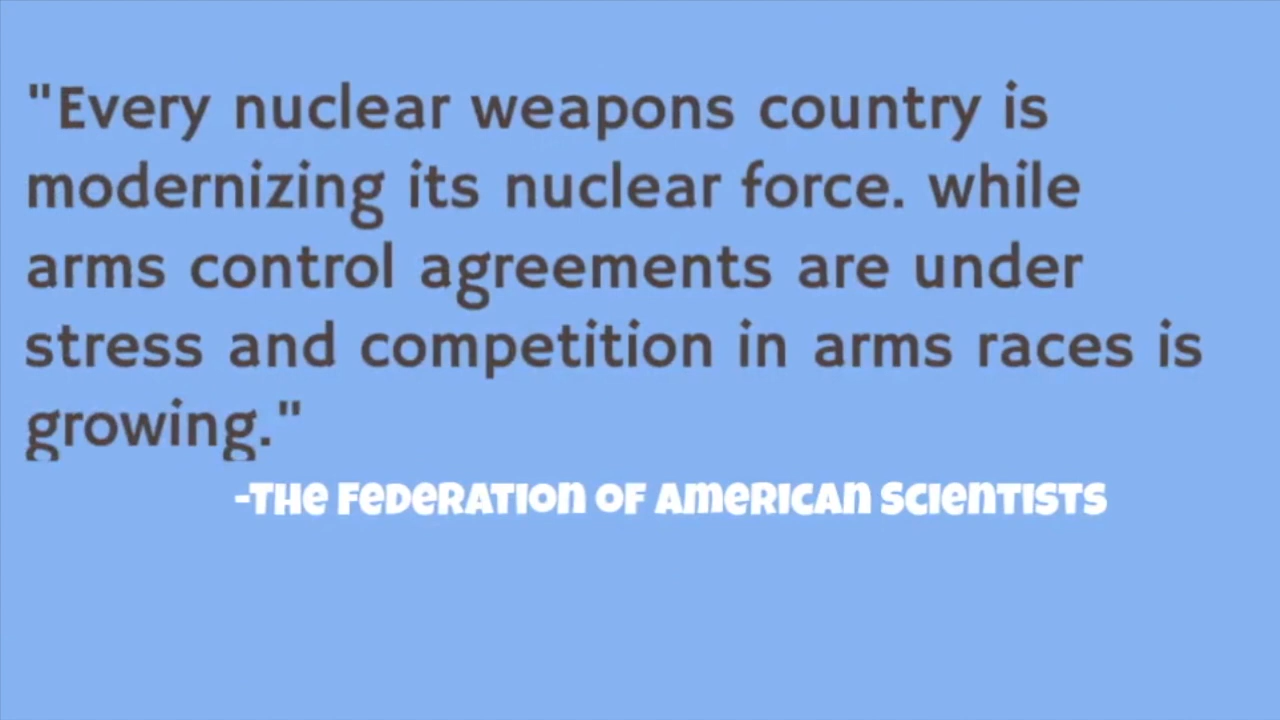 "Every nuclear weapons country is
modernizing its nuclear force. while
arms control agreements are under
stress and competition in arms races is
growing."
-The Federation of American Scientists